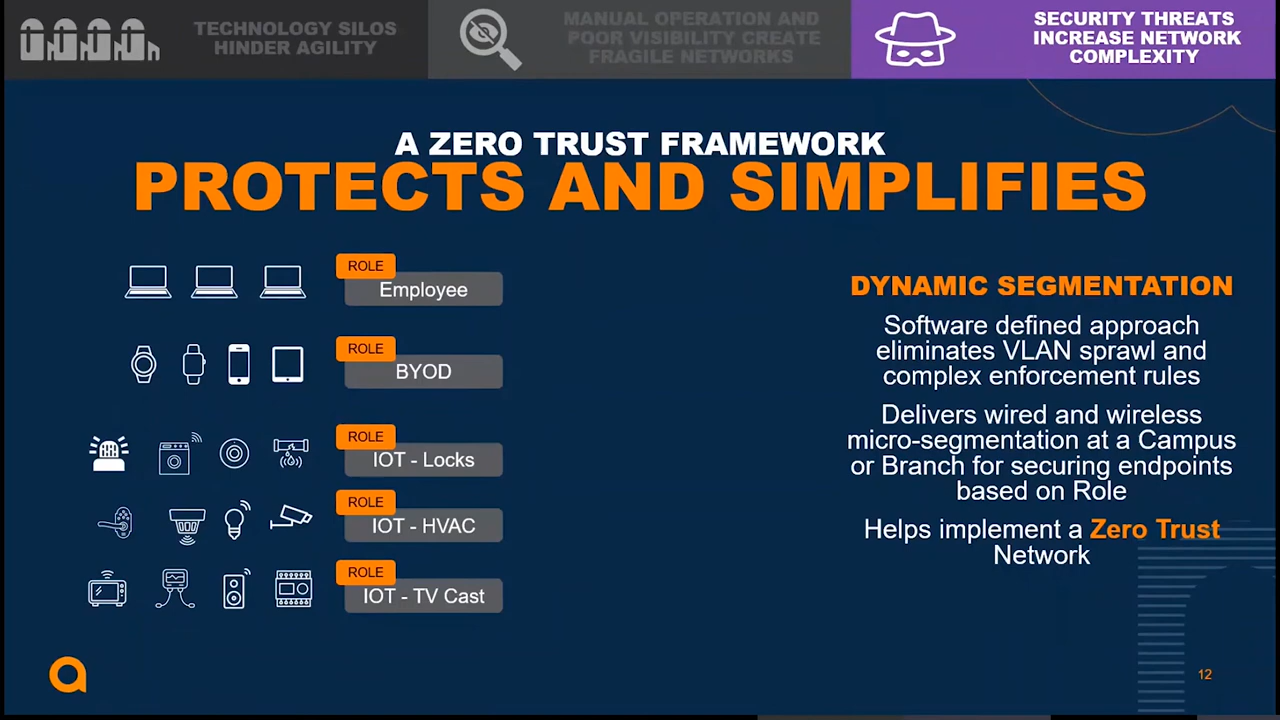 TECHNOLOGY SILOS
HINDER AGILITY
MANUAL OPERATION AND
POOR VISIBILITY CREATE
FRAGILE NETWORKS
SECURITY THREATS
INCREASE NETWORK
COMPLEXITY
A ZERO TRUST FRAMEWORK
PROTECTS AND SIMPLIFIES
ROLE
Employee
ROLE
BYOD
ROLE
IOT - Locks
ROLE
IOT - HVAC
ROLE
IOT - TV Cast
DYNAMIC SEGMENTATION
Software defined approach
eliminates VLAN sprawl and
complex enforcement rules
Delivers wired and wireless
micro-segmentation at a Campus
or Branch for securing endpoints
based on Role
Helps implement a Zero Trust
Network
12